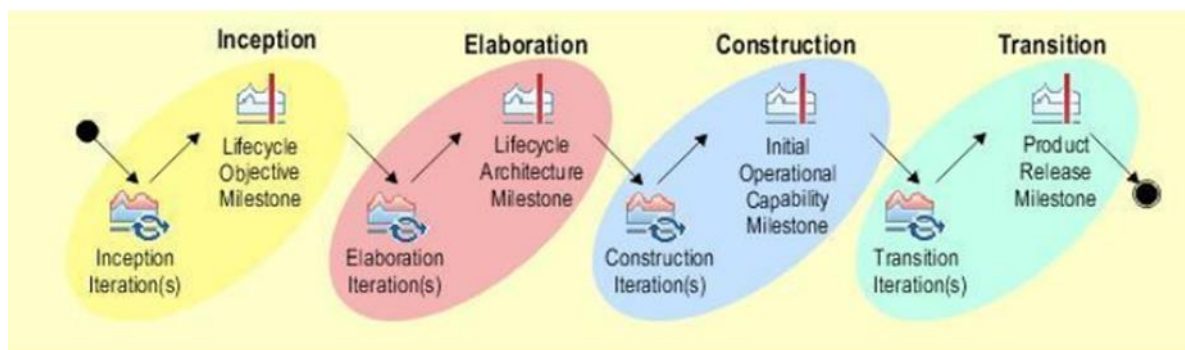 Inception
Lifecycle
Objective
Milestone
Inception
Iteration(s)
Elaboration
Lifecycle
Architecture
Milestone
Elaboration
Iteration(s)
Construction
Initial
Operational
Capability
Milestone
Construction
Iteration(s)
Transition
Product
Release
Milestone
Transition
Iteration(s)